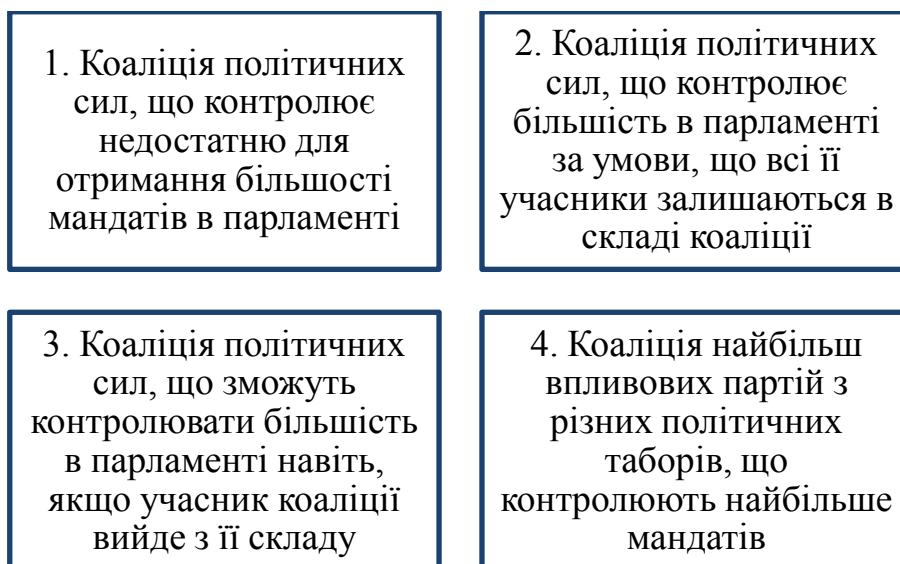 1. Коаліція політичних
сил, що контролює
недостатню для
отримання більшості
мандатів в парламенті
2. Коаліція політичних
сил, що контролює
більшість в парламенті
за умови, що всі її
учасники залишаються в
складі коаліції
3. Коаліція політичних
сил, що зможуть
контролювати більшість
в парламенті навіть,
якщо учасник коаліції
вийде з її складу
4. Коаліція найбільш
впливових партій з
різних політичних
таборів, що
контролюють найбільше
мандатів